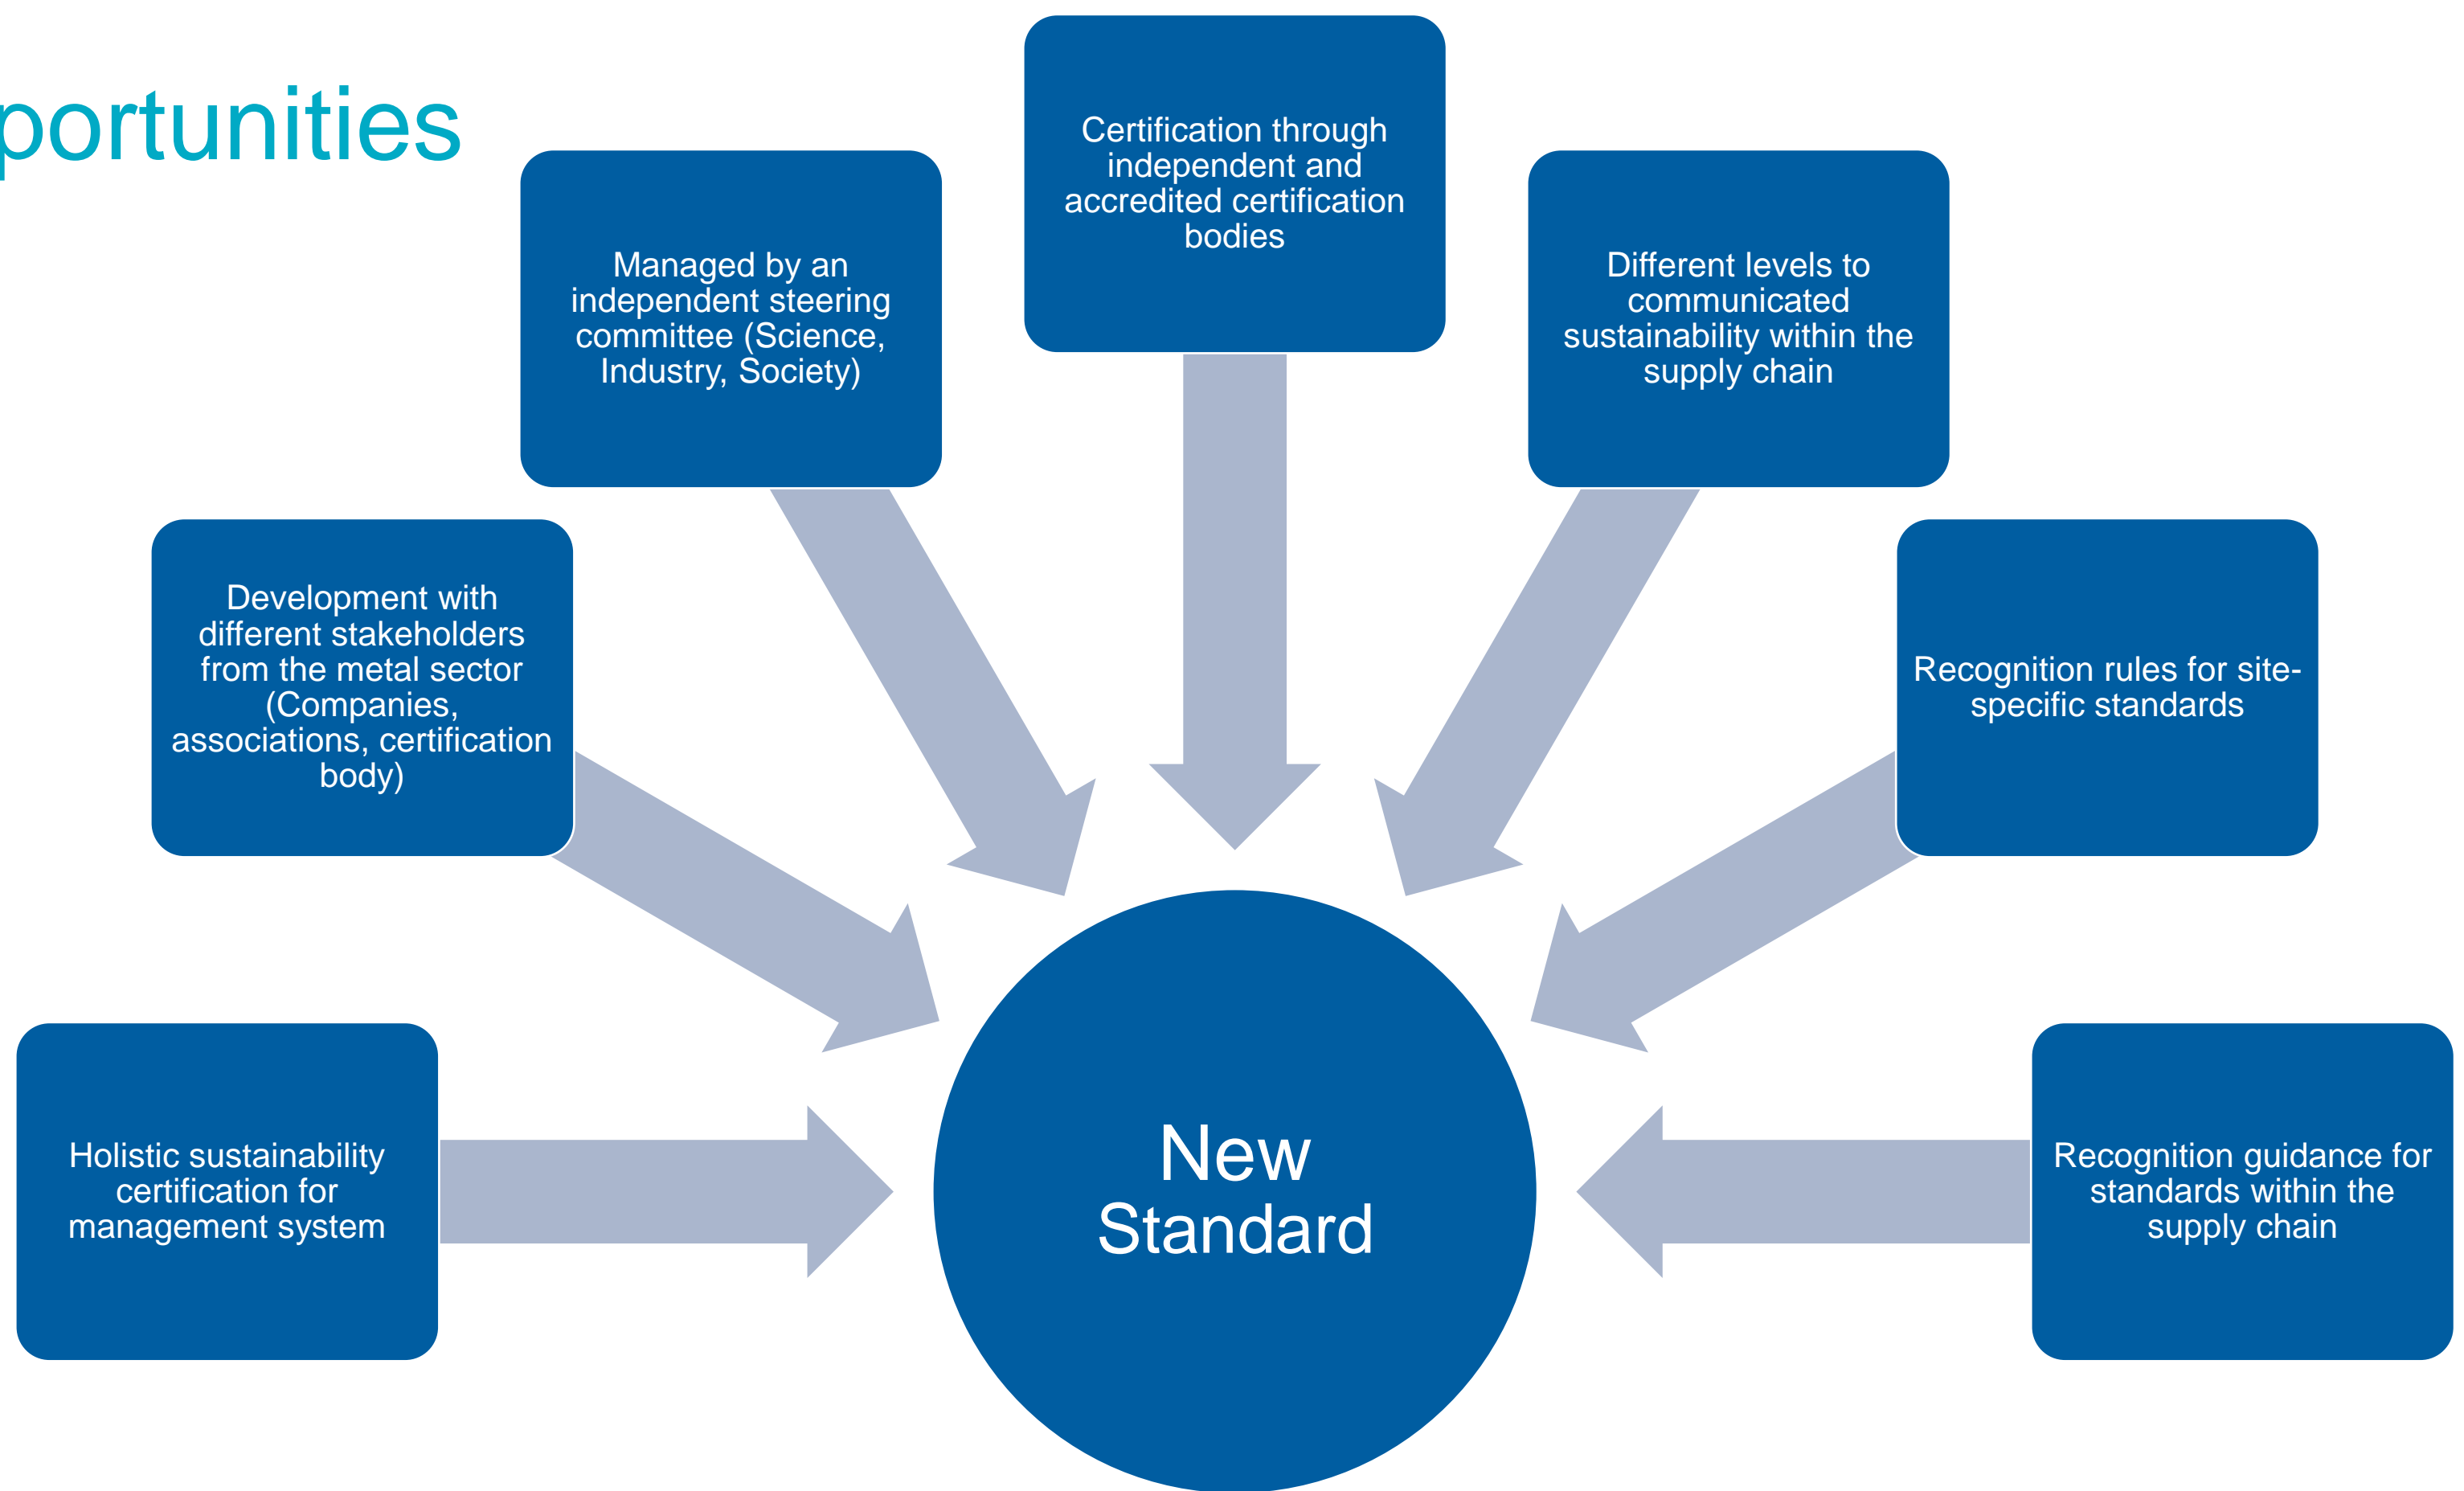 portunities
Certification through
independent and
accredited certification
bodies
Managed by an
independent steering
committee (Science,
Industry, Society)
Different levels to
communicated
sustainability within the
supply chain
Development with
different stakeholders
from the metal sector
(Companies,
associations, certification
body)
Recognition rules for site-
specific standards
Holistic sustainability
certification for
management system
New
Standard
Recognition guidance for
standards within the
supply chain